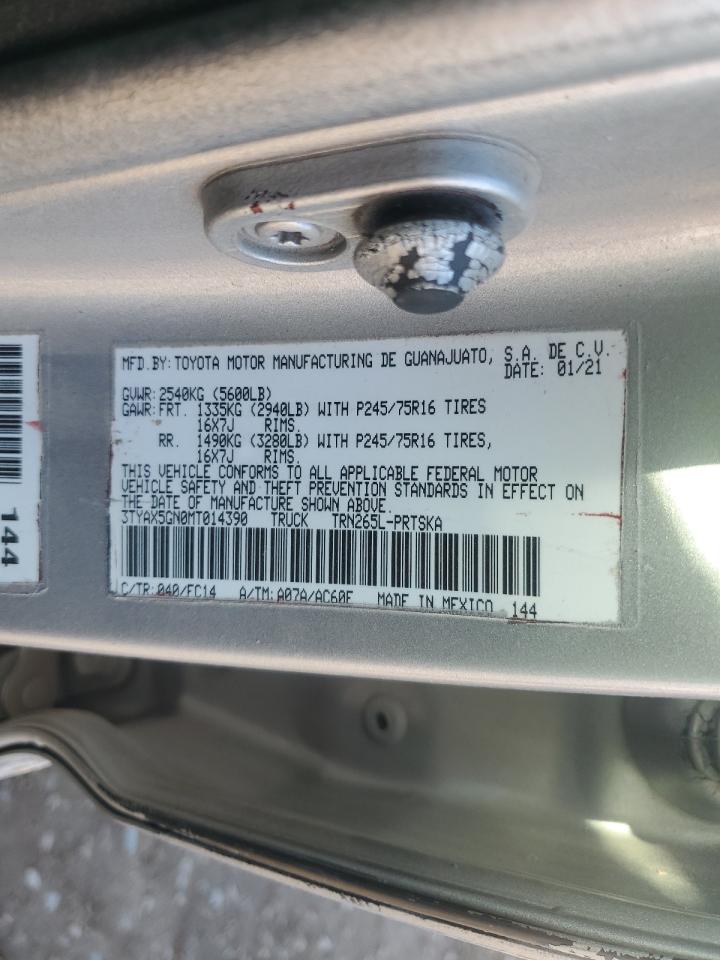 MFD.BY: TOYOTA MOTOR MANUFACTURING DE GUANAJUATO, S.A. DE C.V.
DATE: 01/21
GVWR: 2540KG (5600LB)
GAWR: FRT. 1335KG (2940LB) WITH P245/75R16 TIRES
16X7J RIMS.
RR. 1490KG (3280LB) WITH P245/75R16 TIRES,
16X7J RIMS.
THIS VEHICLE CONFORMS TO ALL APPLICABLE FEDERAL MOTOR
VEHICLE SAFETY AND THEFT PREVENTION STANDARDS IN EFFECT ON
THE DATE OF MANUFACTURE SHOWN ABOVE.
3TYAX5GN0MT014390 TRUCK TRN265L-PRTSKA
C/TR: 040/FC14 A/TM: A07A/AC60F MADE IN MEXICO 144
144